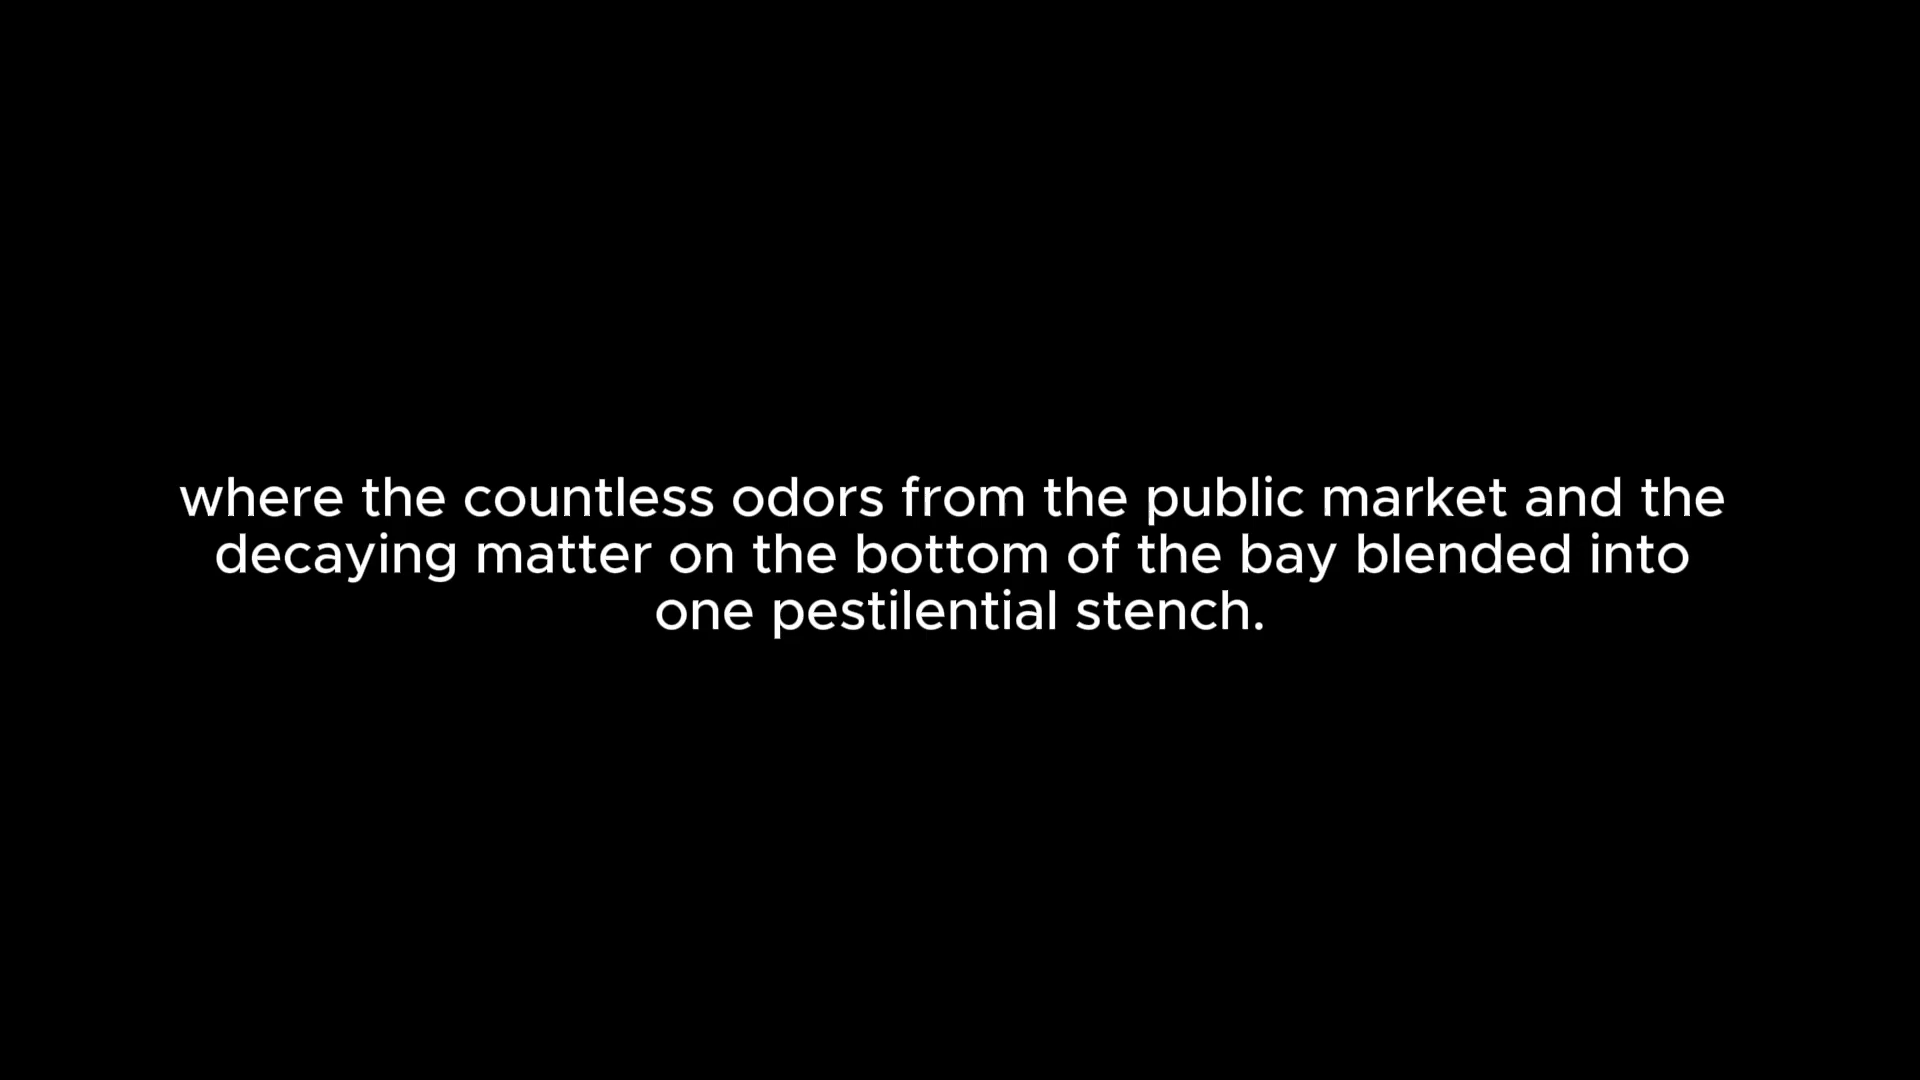 where the countless odors from the public market and the
decaying matter on the bottom of the bay blended into
one pestilential stench.